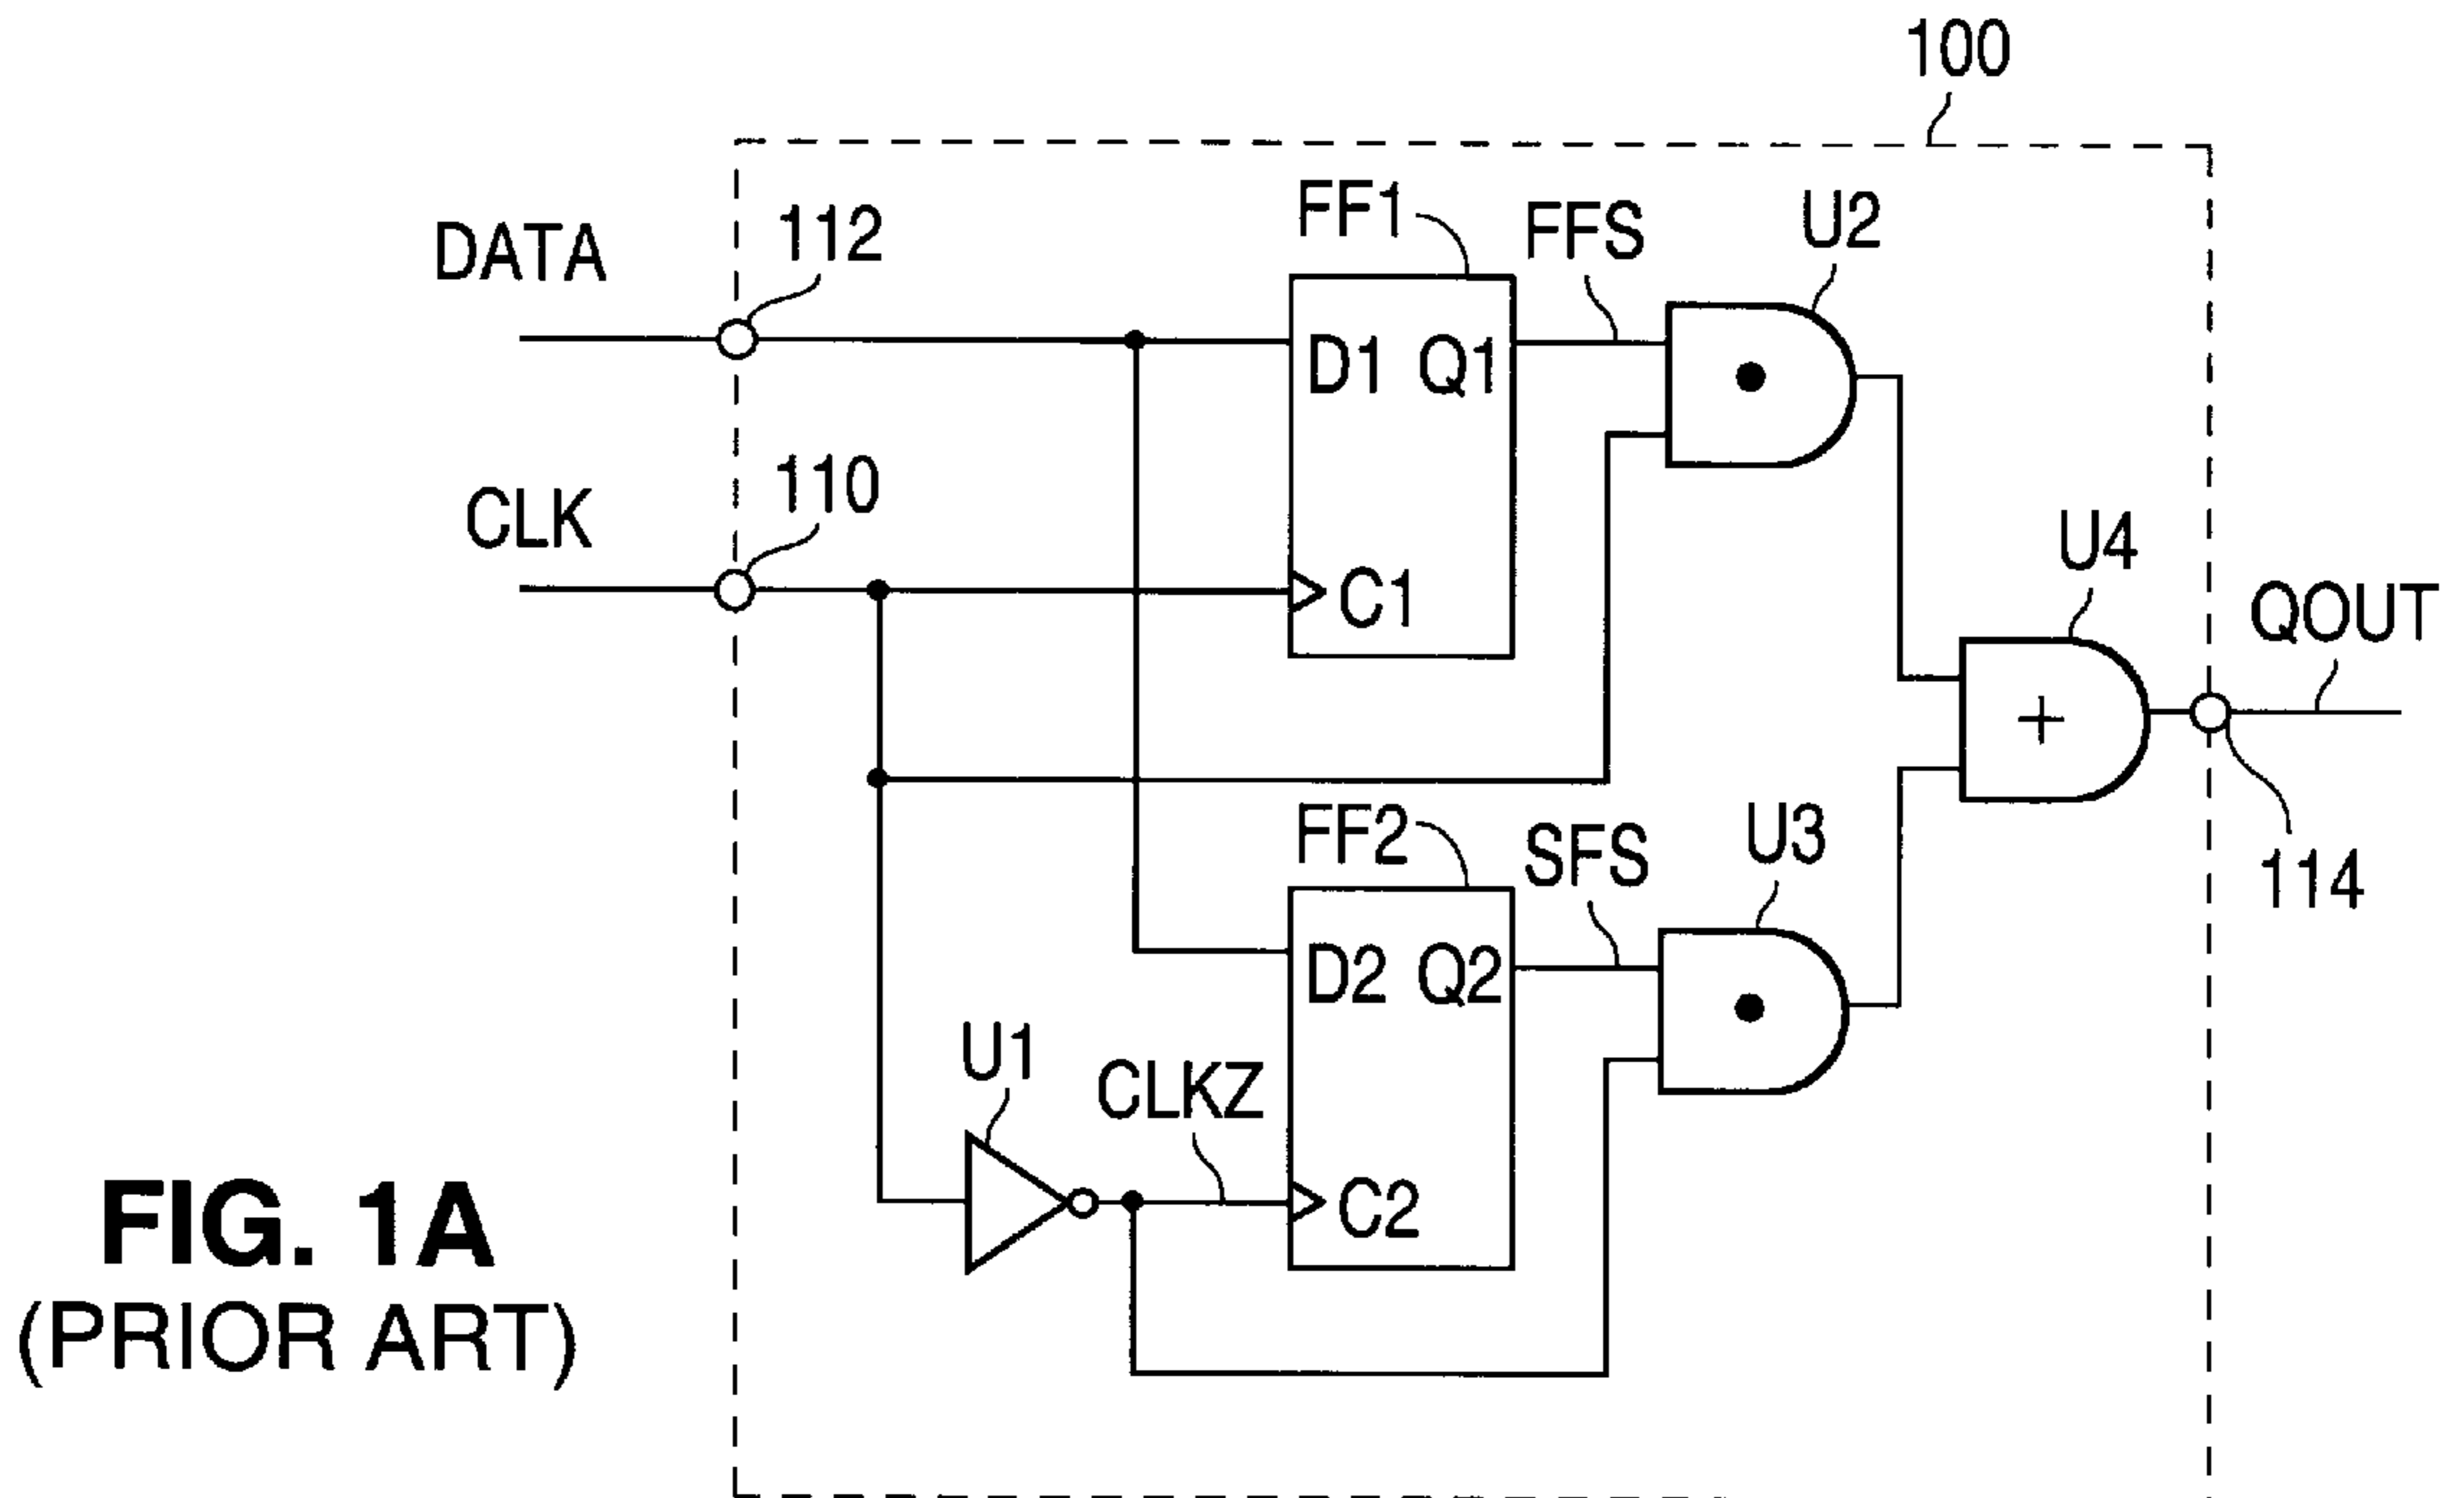 100
DATA
112
FF1
FFS
U2
D1 Q1
CLK
110
C1
U4
QOUT
+
FF2
SFS
U3
114
D2 Q2
U1
CLKZ
C2
FIG. 1A
(PRIOR ART)